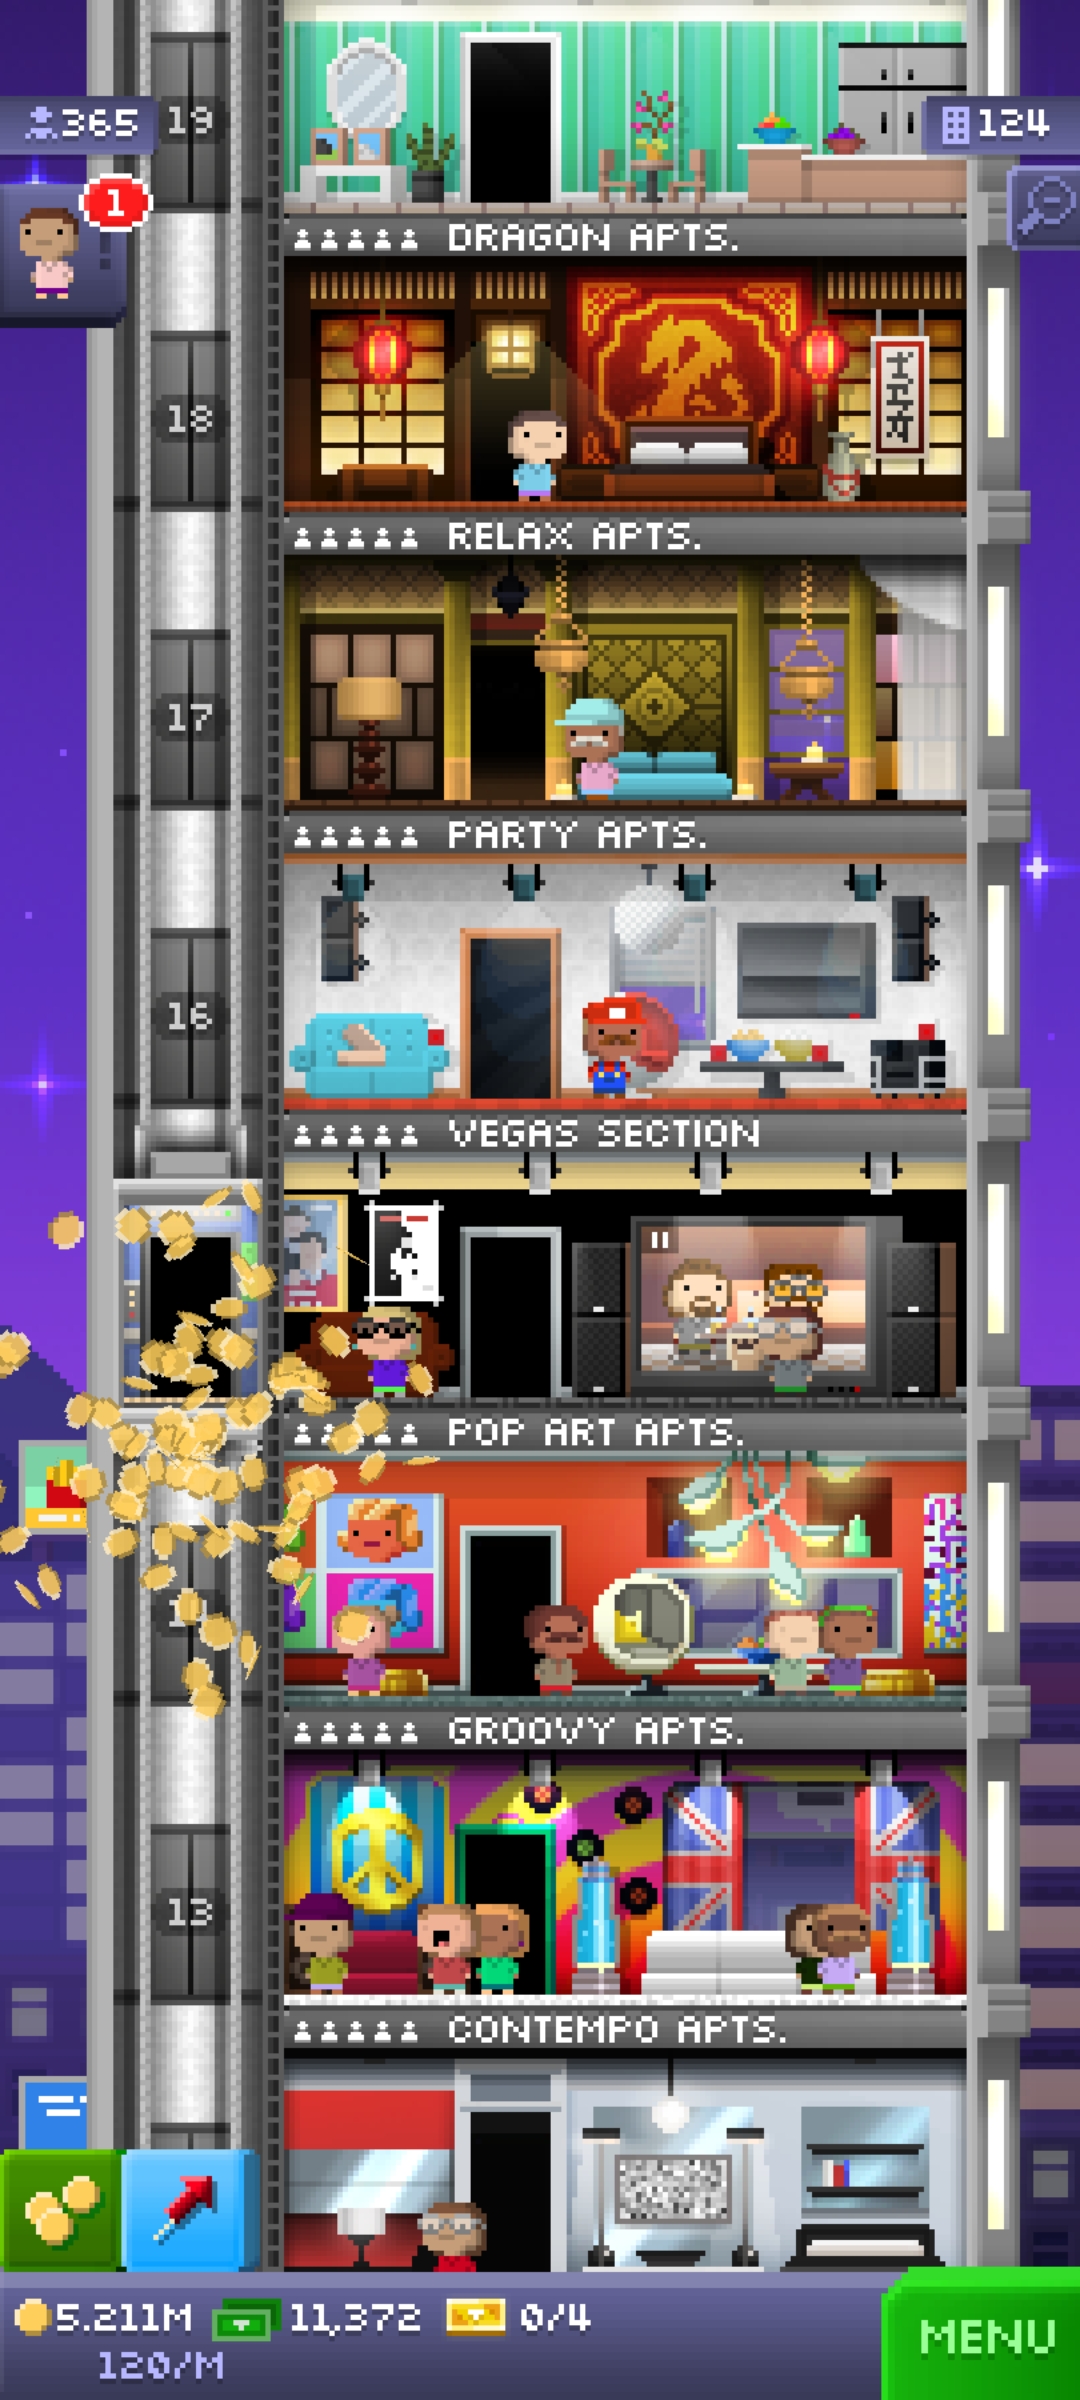 19
365
124
1
DRAGON APTS.
18
RELAX APTS.
17
PARTY APTS.
16
VEGAS SECTION
POP ART APTS.
GROOVY APTS.
13
CONTEMPO APTS.
5.211M
11,372
0/4
120/M
MENU